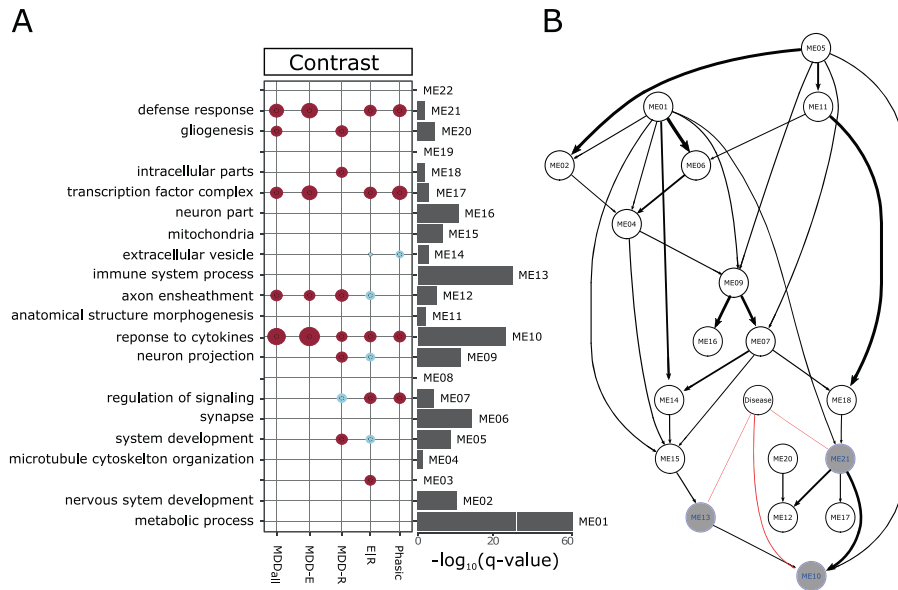 A
B
Contrast
ME22
defense response ME21
gliogenesis ME20
ME19
intracellular parts ME18
transcription factor complex ME17
neuron part ME16
mitochondria ME15
extracellular vesicle ME14
immune system process ME13
axon ensheathment ME12
anatomical structure morphogenesis ME11
reponse to cytokines ME10
neuron projection ME09
ME08
regulation of signaling ME07
synapse ME06
system development ME05
microtubule cytoskelton organization ME04
ME03
nervous sytem development ME02
metabolic process ME01
MDDall
MDD-E
MDD-R
E|R
Phasic
0 20 60
-log10(q-value)
ME05
ME01
ME11
ME02
ME06
ME04
ME09
ME16
ME07
ME14
Disease
ME18
ME15
ME20
ME21
ME13
ME12
ME17
ME10